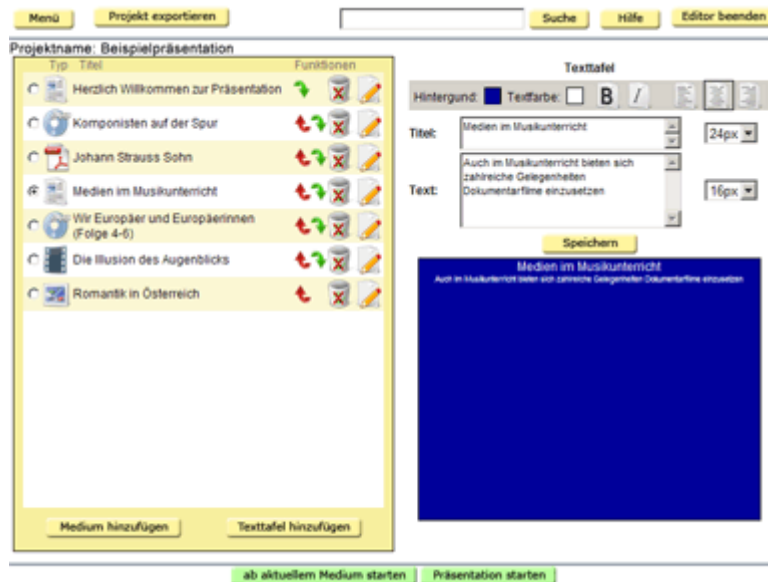 Menü
Projekt exportieren
Suche
Hilfe
Editor beenden
Projektname: Beispielpräsentation
Typ Titel Funktionen
Herzlich Willkommen zur Präsentation
Komponisten auf der Spur
Johann Strauss Sohn
Medien im Musikunterricht
Wir Europäer und Europäerinnen
(Folge 4-6)
Die Illusion des Augenblicks
Romantik in Österreich
Medium hinzufügen
Texttafel hinzufügen
Texttafel
Hintergund: Textfarbe: B I
Titel:
Medien im Musikunterricht
24px
Text:
Auch im Musikunterricht bieten sich
zahlreiche Gelegenheiten
Dokumentarfilme einzusetzen
16px
Speichern
Medien im Musikunterricht
Auch im Musikunterricht bieten sich zahlreiche Gelegenheiten Dokumentarfilme einzusetzen
ab aktuellem Medium starten
Präsentation starten